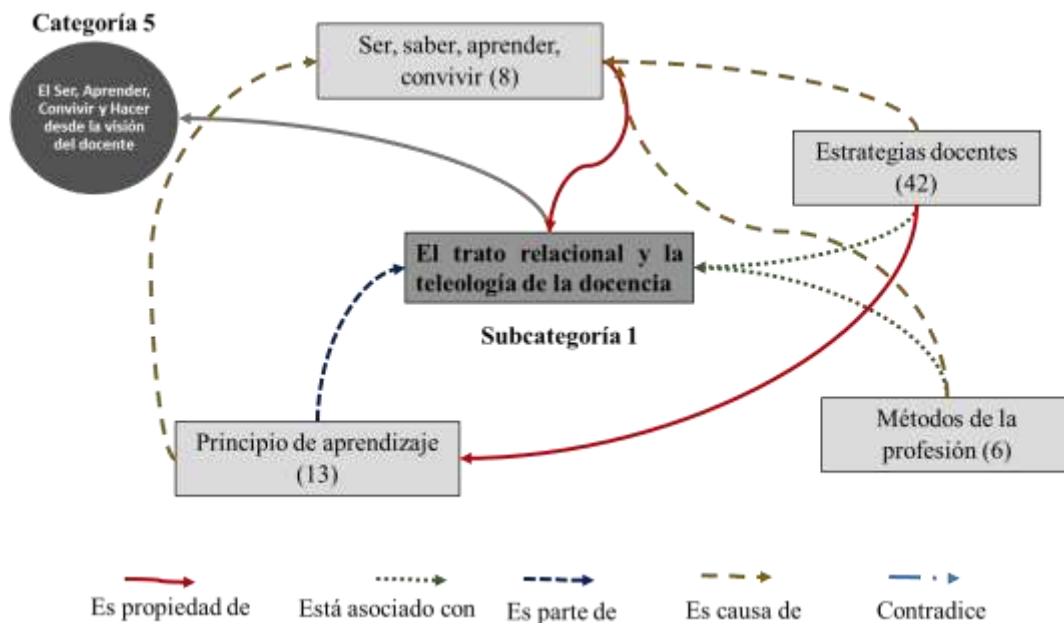 Categoría 5
El Ser, Aprender,
Convivir y Hacer
desde la visión
del docente
Ser, saber, aprender,
convivir (8)
Estrategias docentes
(42)
El trato relacional y la
teleología de la docencia
Subcategoría 1
Principio de aprendizaje
(13)
Métodos de la
profesión (6)
Es propiedad de
Está asociado con
Es parte de
Es causa de
Contradice